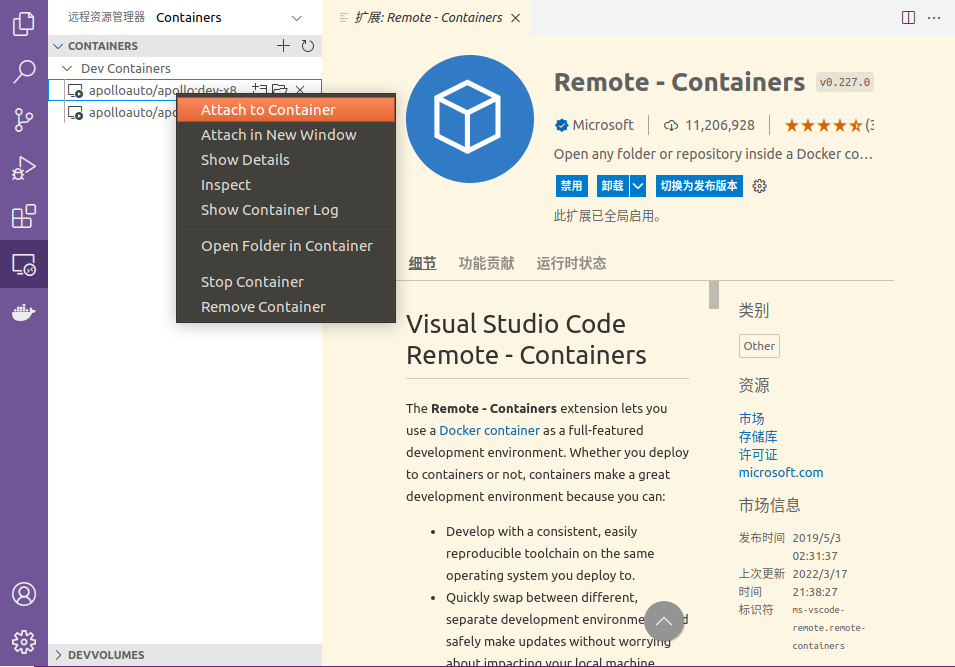 远程资源管理器 Containers
扩展: Remote - Containers
CONTAINERS
Dev Containers
apolloauto/apollo:dev-x8
apolloauto/apo
Attach to Container
Attach in New Window
Show Details
Inspect
Show Container Log
Open Folder in Container
Stop Container
Remove Container
DEVVOLUMES
Remote - Containers v0.227.0
Microsoft 11,206,928 (3
Open any folder or repository inside a Docker co…
禁用 卸载 切换为发布版本
此扩展已全局启用。
细节 功能贡献 运行时状态
Visual Studio Code
Remote - Containers
The Remote - Containers extension lets you
use a Docker container as a full-featured
development environment. Whether you deploy
to containers or not, containers make a great
development environment because you can:
• Develop with a consistent, easily
reproducible toolchain on the same
operating system you deploy to.
• Quickly swap between different,
separate development environmen d
safely make updates without worrying
about impacting your local machine.
类别
Other
资源
市场
存储库
许可证
microsoft.com
市场信息
发布时间 2019/5/3
02:31:37
上次更新 2022/3/17
时间 21:38:27
标识符 ms-vscode-
remote.remote-
containers